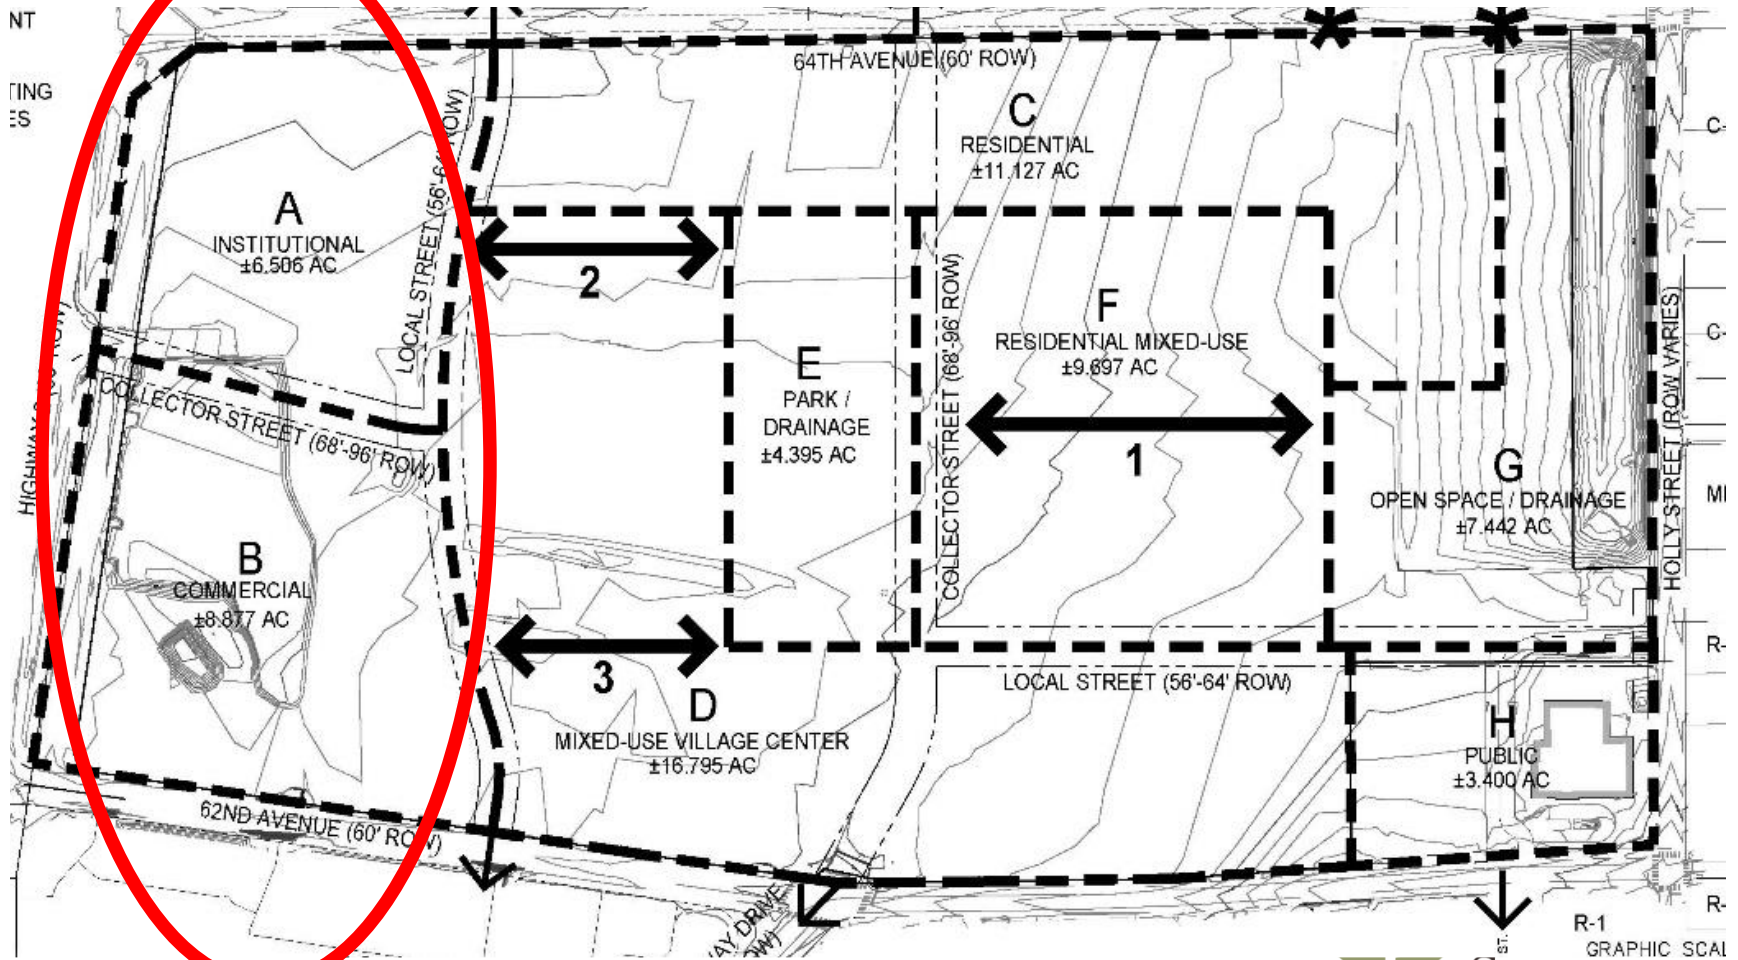 NT
TING
ES
64TH AVENUE (60' ROW)
C
RESIDENTIAL
±11.127 AC
C-
LOCAL STREET (56'-64' ROW)
A
INSTITUTIONAL
±6.506 AC
2
COLLECTOR STREET (68'-96' ROW)
F
RESIDENTIAL MIXED-USE
±9.697 AC
1
E
PARK /
DRAINAGE
±4.395 AC
C-
COLLECTOR STREET (68'-96' ROW)
HIGHWAY
G
OPEN SPACE / DRAINAGE
±7.442 AC
HOLLY STREET (ROW VARIES)
B
COMMERCIAL
±8.877 AC
3
D
MIXED-USE VILLAGE CENTER
±16.795 AC
LOCAL STREET (56'-64' ROW)
R-
H
PUBLIC
±3.400 AC
62ND AVENUE (60' ROW)
WAY DRIVE
OW)
ST.
R-1
R-
GRAPHIC SCAL